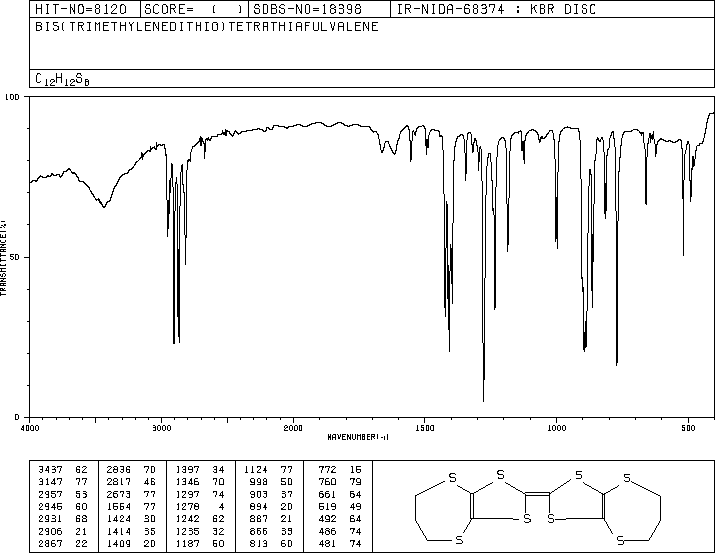 HIT-NO=8120 SCORE= ( ) SDBS-NO=18398 IR-NIDA-68374 : KBR DISC
BIS(TRIMETHYLENEDITHIO)TETRATHIAFULVALENE
C12H12S8
100
50
0
TRANSMITTANCE(%)
4000 3000 2000 1500 1000 500
WAVENUMBER(-1)
3437 62 2836 70 1397 34 1124 77 772 15
3147 77 2817 46 1346 70 998 50 760 79
2957 53 2673 77 1297 74 903 37 661 64
2945 60 1554 77 1278 4 894 20 519 49
2931 68 1424 30 1242 62 887 21 492 64
2906 21 1414 35 1235 32 866 39 486 74
2867 22 1409 20 1187 50 813 60 481 74
S S S S
S S S S